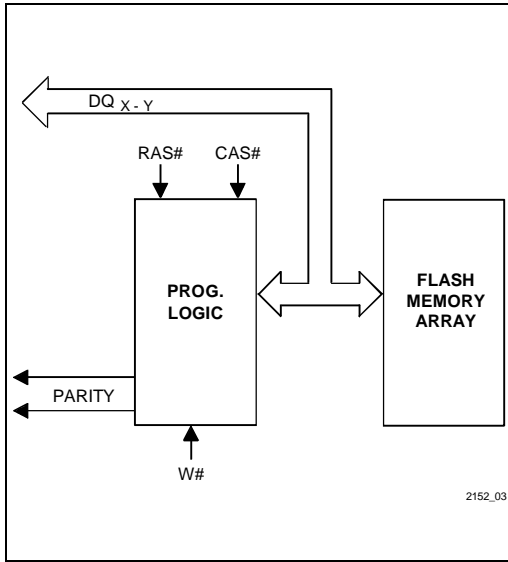 DQ X - Y
RAS# CAS#
PROG.
LOGIC
FLASH
MEMORY
ARRAY
PARITY
W#
2152_03